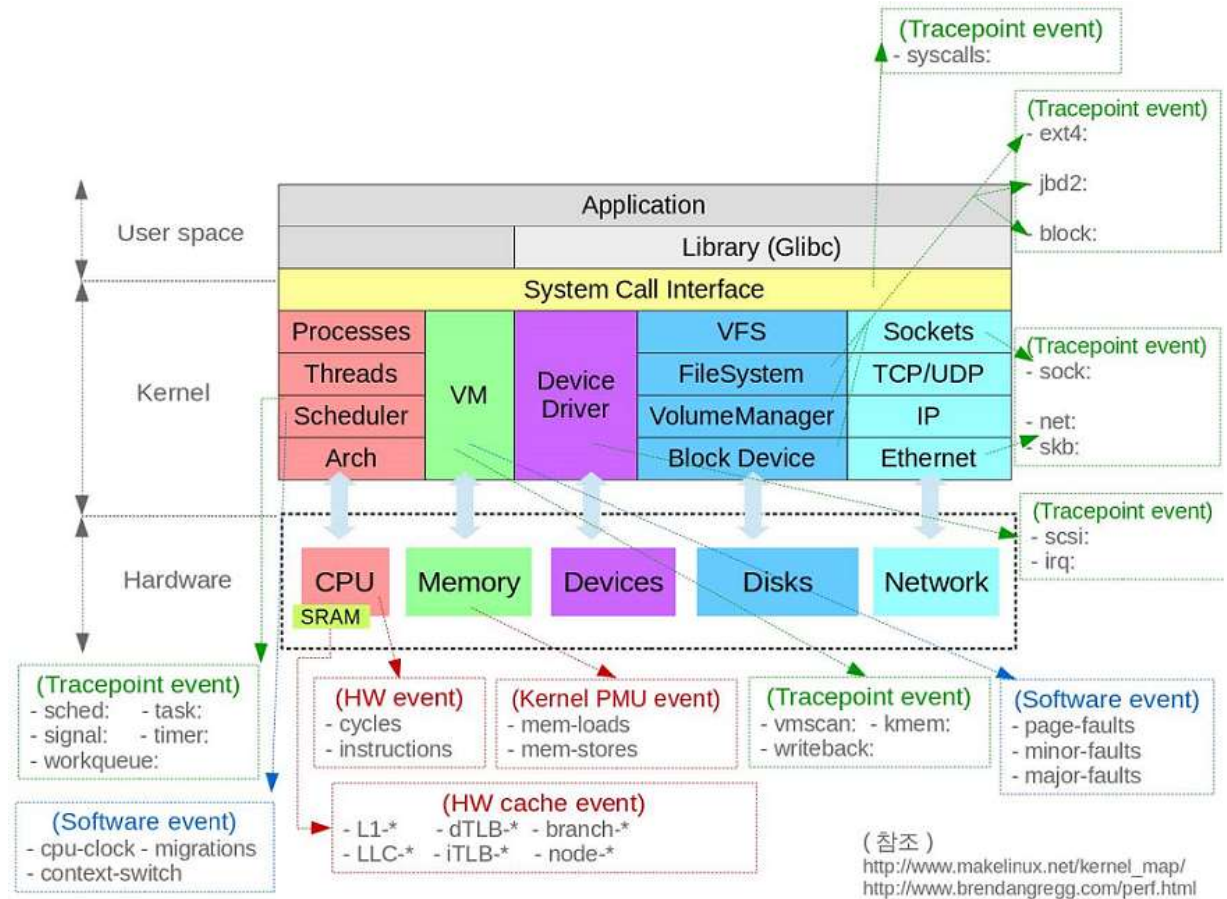 (Tracepoint event)
- syscalls:
(Tracepoint event)
- ext4:
- jbd2:
- block:
User space
Application
Library (Glibc)
System Call Interface
Kernel
Processes
Threads
Scheduler
Arch
VM
Device
Driver
VFS
FileSystem
VolumeManager
Block Device
Sockets
TCP/UDP
IP
Ethernet
(Tracepoint event)
- sock:
- net:
- skb:
(Tracepoint event)
- scsi:
- irq:
Hardware
CPU
SRAM
Memory
Devices
Disks
Network
(Tracepoint event)
- sched: - task:
- signal: - timer:
- workqueue:
(HW event)
- cycles
- instructions
(Kernel PMU event)
- mem-loads
- mem-stores
(Tracepoint event)
- vmscan: - kmem:
- writeback:
(Software event)
- page-faults
- minor-faults
- major-faults
(Software event)
- cpu-clock - migrations
- context-switch
(HW cache event)
- L1-* - dTLB-* - branch-*
- LLC-* - iTLB-* - node-*
( 참조 )
http://www.makelinux.net/kernel_map/
http://www.brendangregg.com/perf.html